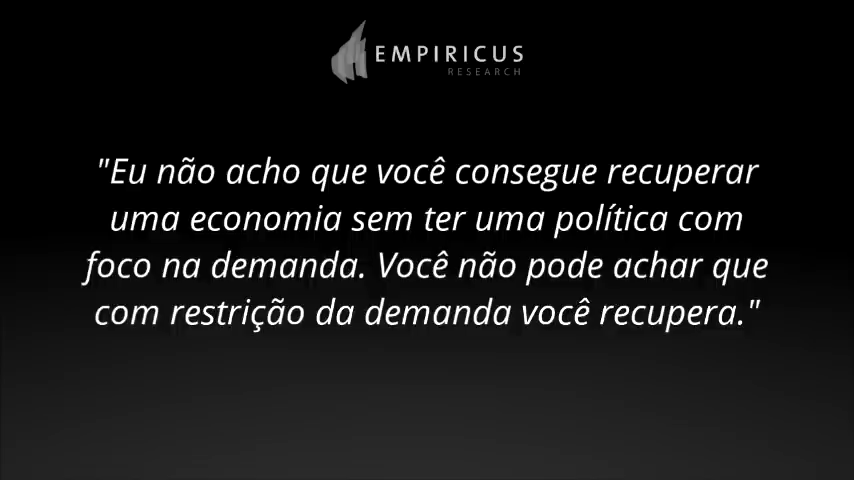 EMPIRICUS
RESEARCH
"Eu não acho que você consegue recuperar
uma economia sem ter uma política com
foco na demanda. Você não pode achar que
com restrição da demanda você recupera."